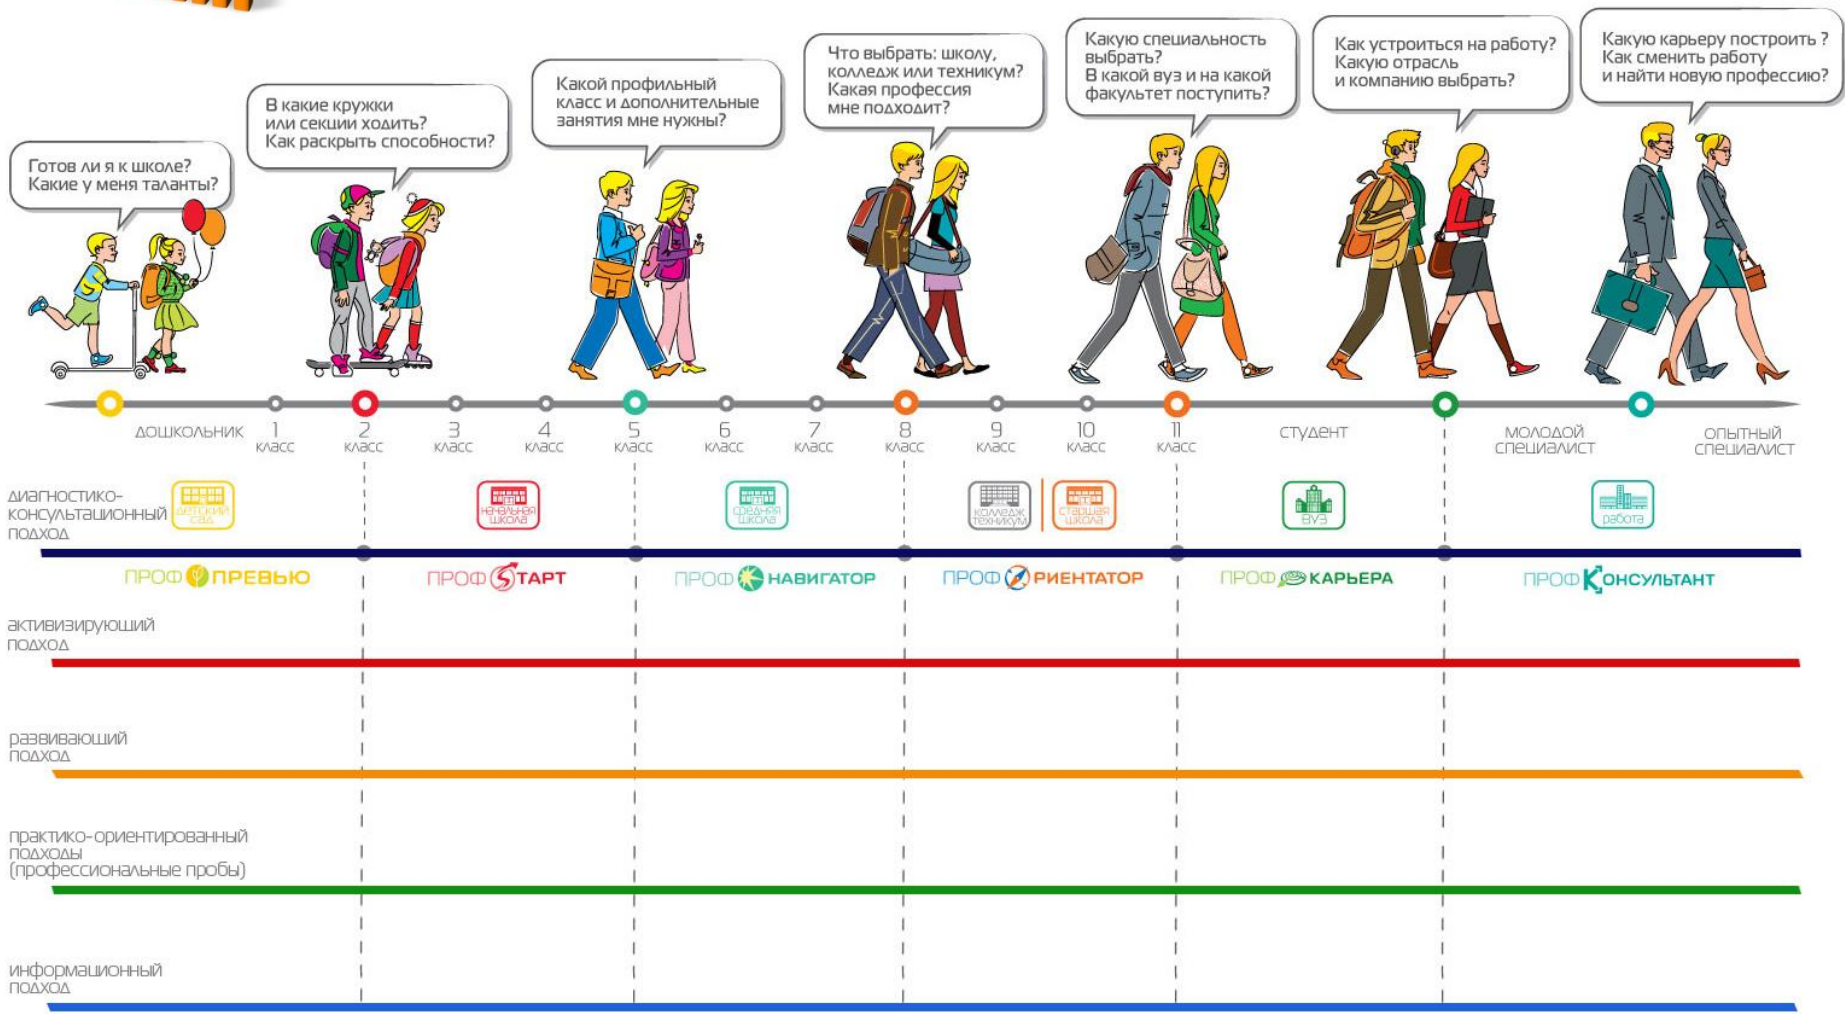 Готов ли я к школе?
Какие у меня таланты?
В какие кружки
или секции ходить?
Как раскрыть способности?
Какой профильный
класс и дополнительные
занятия мне нужны?
Что выбрать: школу,
колледж или техникум?
Какая профессия
мне подходит?
Какую специальность
выбрать?
В какой вуз и на какой
факультет поступить?
Как устроиться на работу?
Какую отрасль
и компанию выбрать?
Какую карьеру построить ?
Как сменить работу
и найти новую профессию?
дошкольник
1
класс
2
класс
3
класс
4
класс
5
класс
6
класс
7
класс
8
класс
9
класс
10
класс
11
класс
студент
молодой
специалист
опытный
специалист
диагностико-
консультационный
подход
детский
сад
начальная
школа
средняя
школа
колледж
техникум
старшая
школа
вуз
работа
ПРОФ ПРЕВЬЮ
ПРОФ SТАРТ
ПРОФ НАВИГАТОР
ПРОФ ОРИЕНТАТОР
ПРОФ КАРЬЕРА
ПРОФ КОНСУЛЬТАНТ
активизирующий
подход
развивающий
подход
практико-ориентированный
подходы
(профессиональные пробы)
информационный
подход